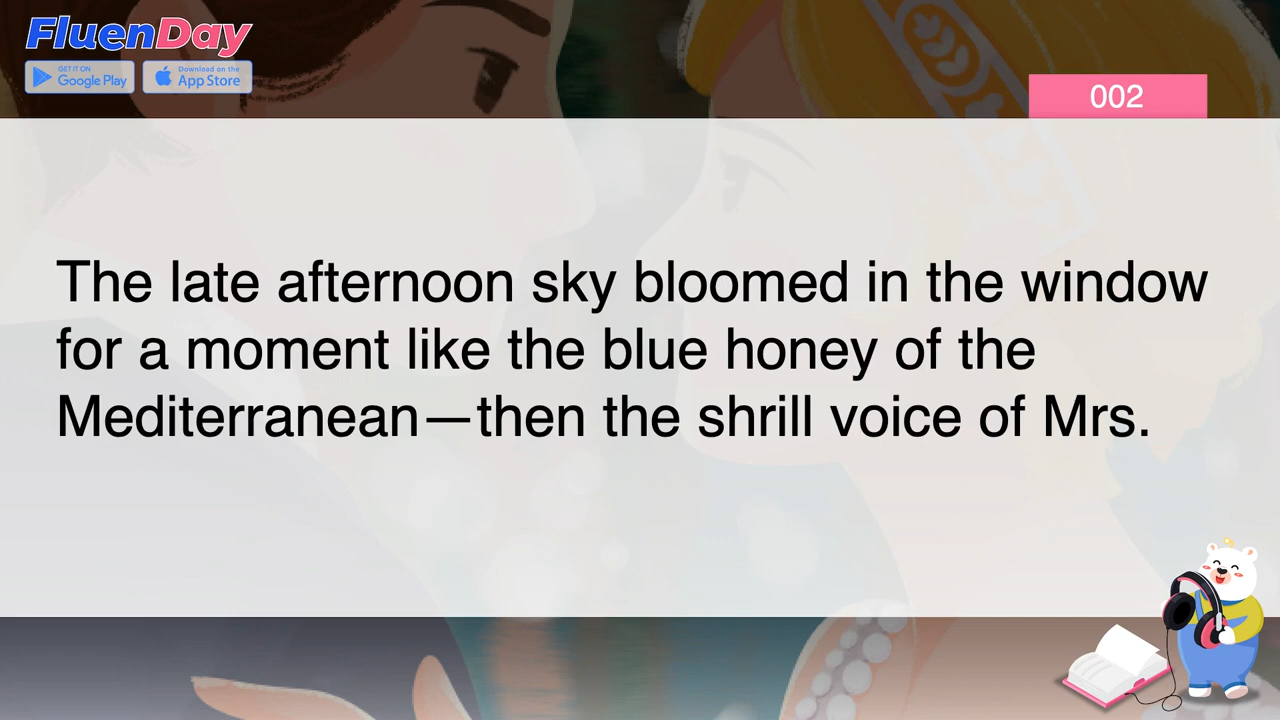 FluenDay
GET IT ON
Google Play
Download on the
App Store
002
The late afternoon sky bloomed in the window
for a moment like the blue honey of the
Mediterranean—then the shrill voice of Mrs.